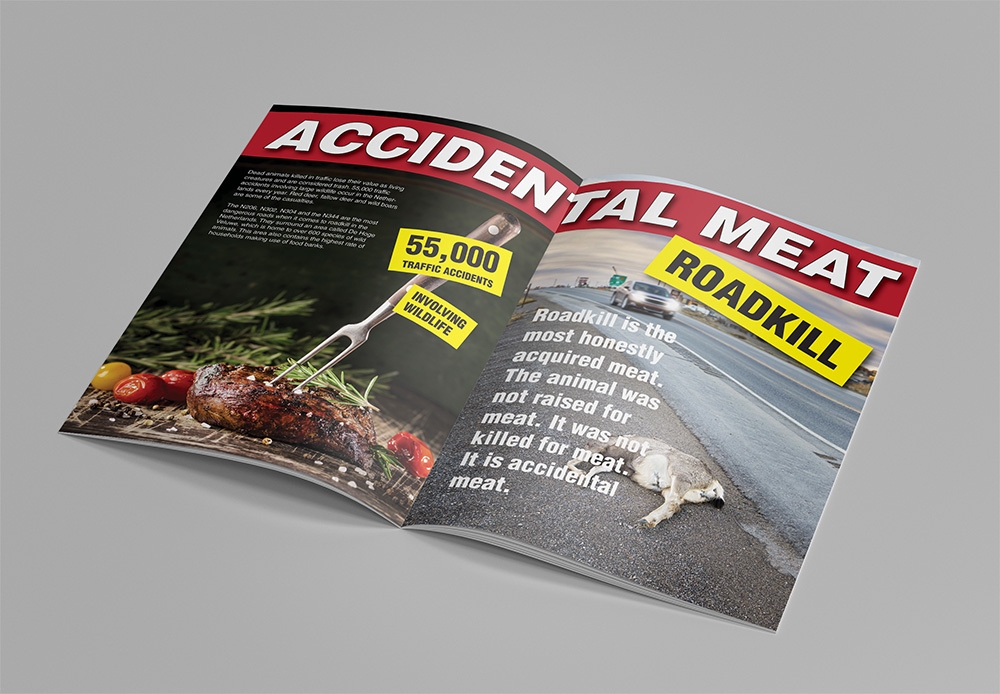 ACCIDENTAL MEAT
Dead animals killed in traffic lose their value as living
creatures and are considered trash. 55,000 traffic
accidents involving large wildlife occur in the Nether-
lands every year. Red deer, fallow deer and wild boars
are some of the casualties.
The N206, N302, N304 and the N344 are the most
dangerous roads when it comes to roadkill in the
Netherlands. They surround an area called De Hoge
Veluwe, which is home to over 600 species of wild
animals. This area also contains the highest rate of
households making use of food banks.
55,000
TRAFFIC ACCIDENTS
INVOLVING
WILDLIFE
ROADKILL
Roadkill is the
most honestly
acquired meat.
The animal was
not raised for
meat. It was not
killed for meat.
It is accidental
meat.